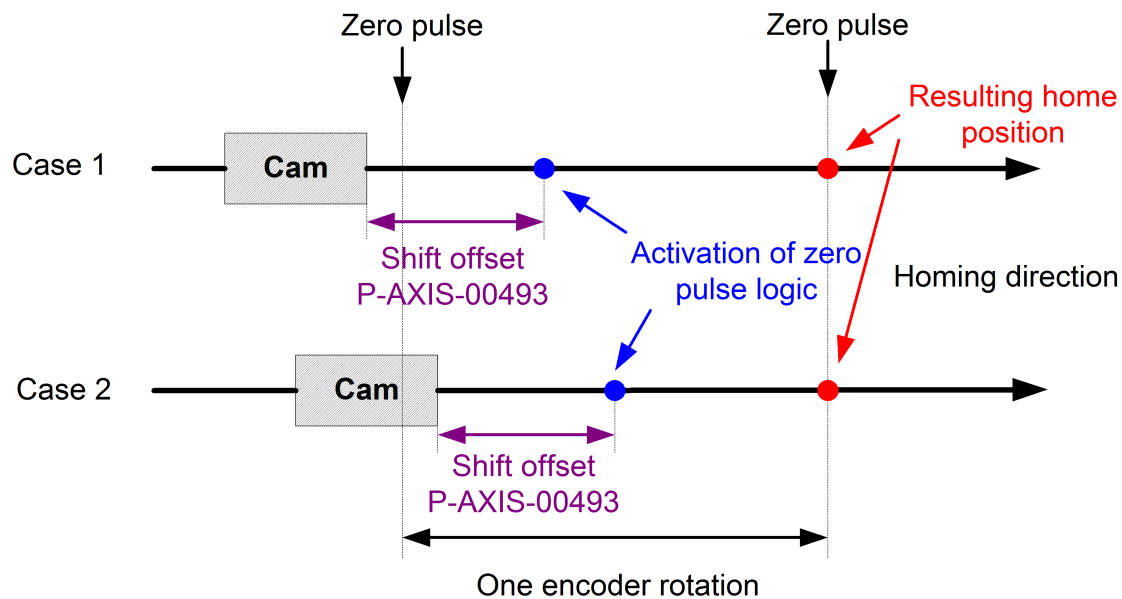 Zero pulse
Zero pulse
Resulting home
position
Case 1
Cam
Shift offset
P-AXIS-00493
Activation of zero
pulse logic
Homing direction
Case 2
Cam
Shift offset
P-AXIS-00493
One encoder rotation